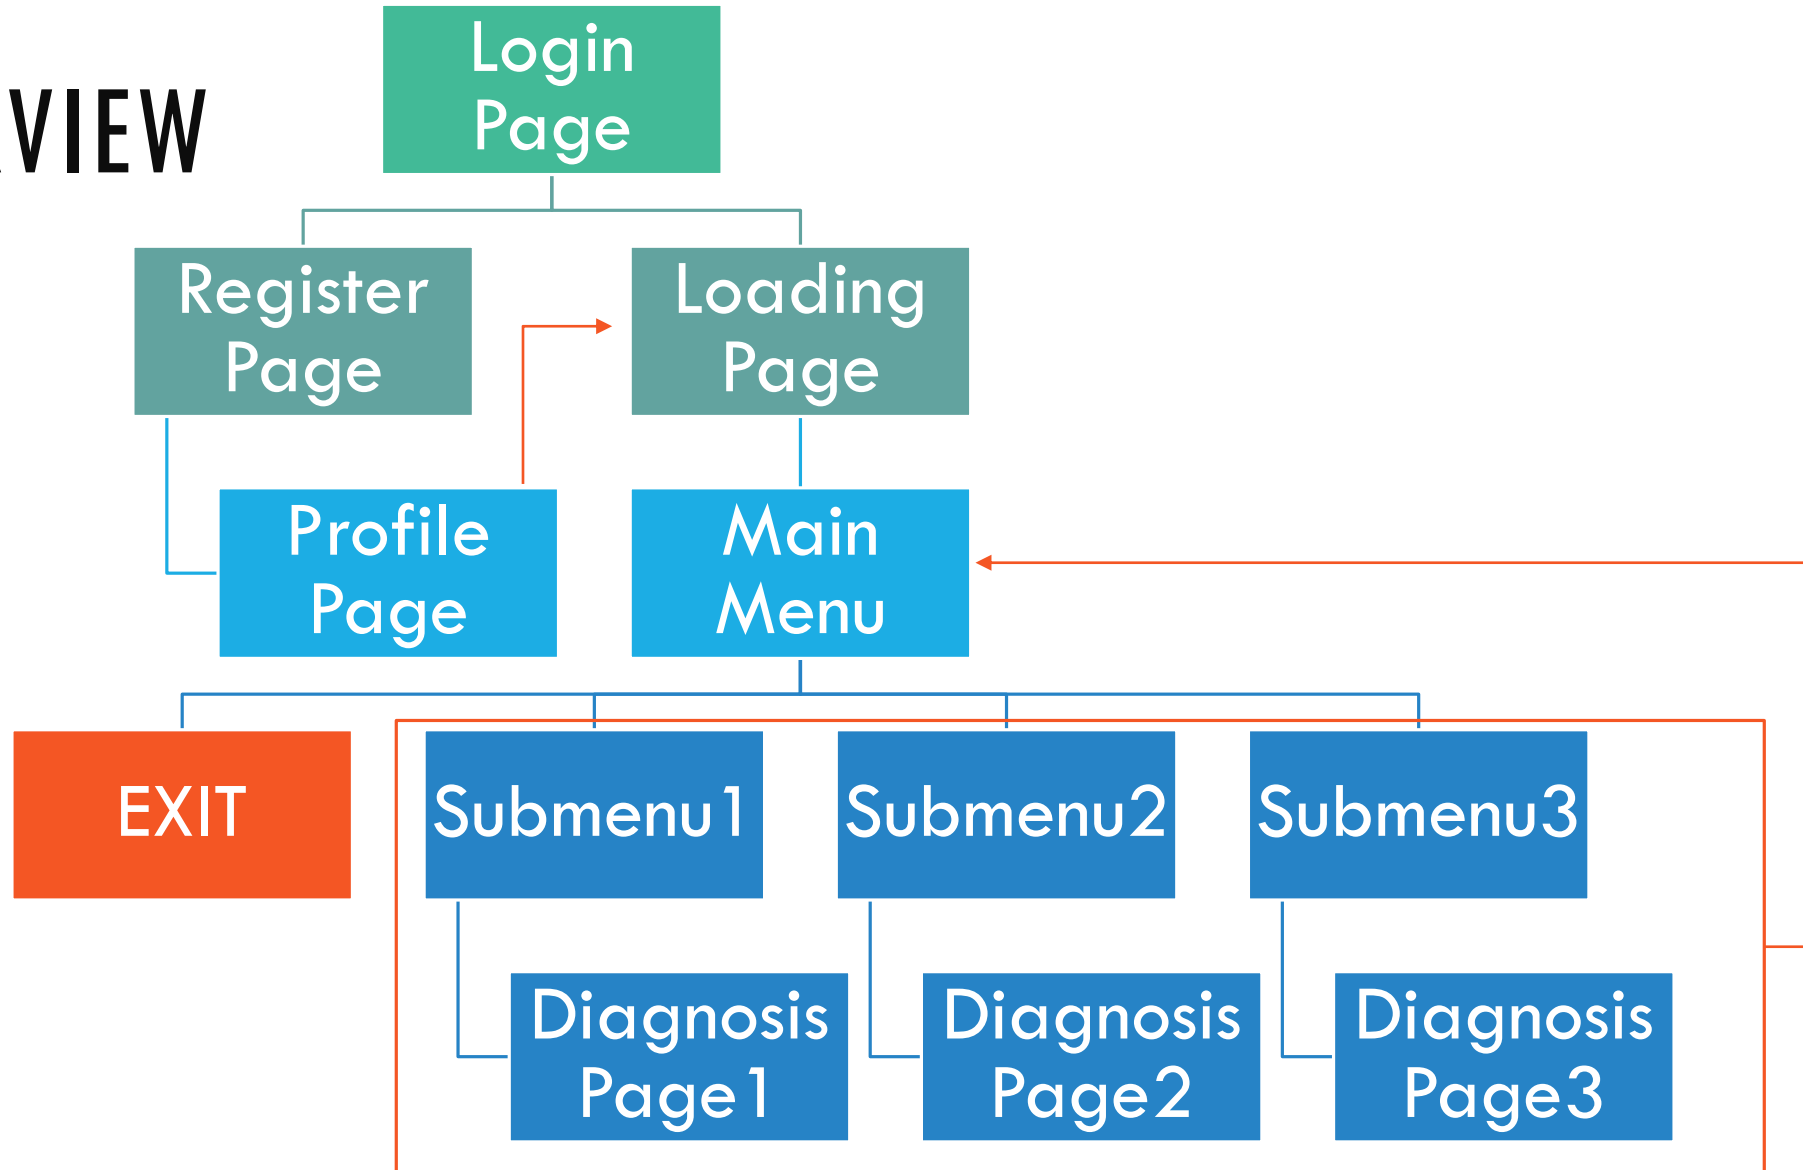 VIEW
Login
Page
Register
Page
Loading
Page
Profile
Page
Main
Menu
EXIT
Submenu1
Submenu2
Submenu3
Diagnosis
Page1
Diagnosis
Page2
Diagnosis
Page3